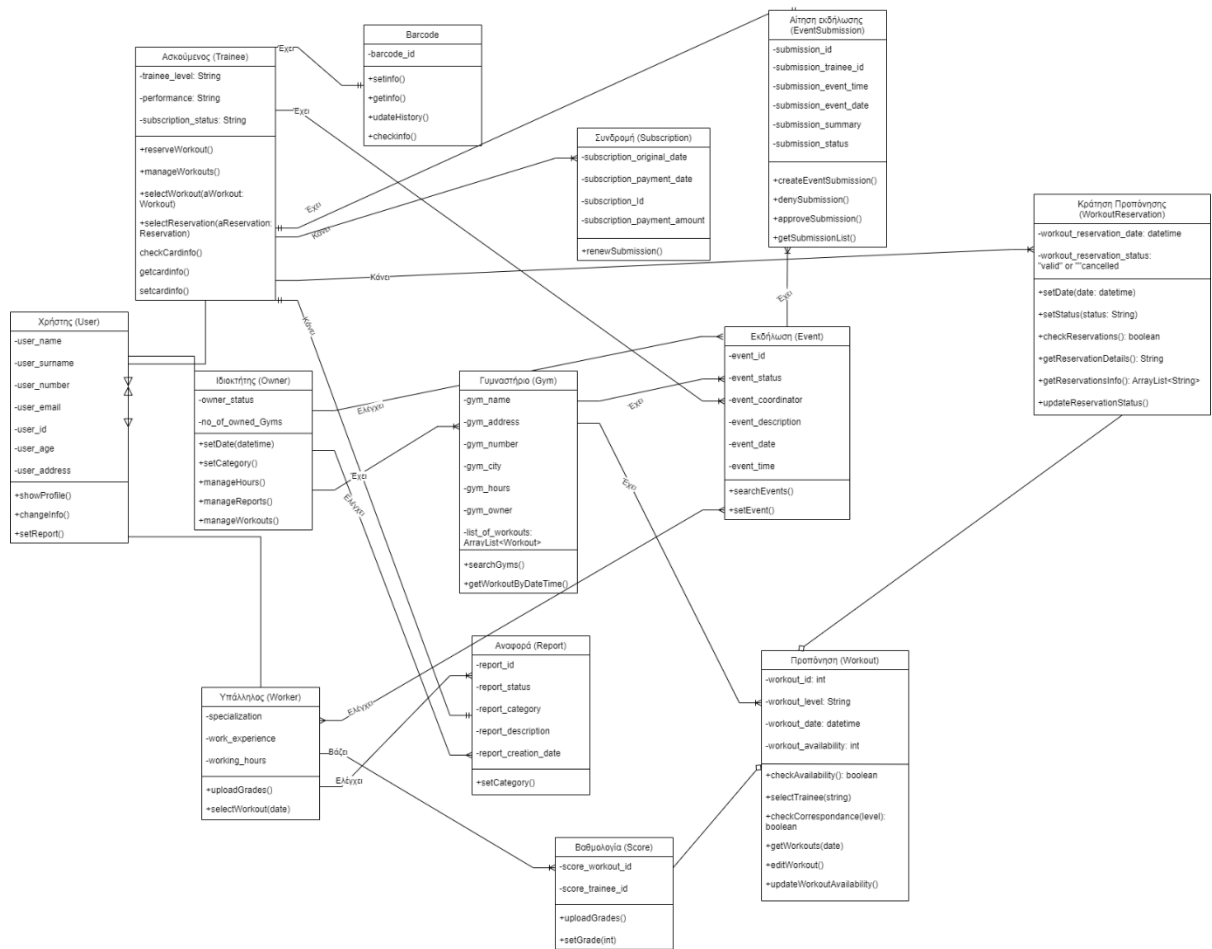 Ασκούμενος (Trainee)
-trainee_level: String
-performance: String
-subscription_status: String
+reserveWorkout()
+manageWorkouts()
+selectWorkout(aWorkout:
Workout)
+selectReservation(aReservation:
Reservation)
checkCardinfo()
getcardinfo()
setcardinfo()
Έχει
Barcode
-barcode_id
+setinfo()
+getinfo()
+udateHistory()
+checkinfo()
Έχει
Αίτηση εκδήλωσης
(EventSubmission)
-submission_id
-submission_trainee_id
-submission_event_time
-submission_event_date
-submission_summary
-submission_status
+createEventSubmission()
+denySubmission()
+approveSubmission()
+getSubmissionList()
Συνδρομή (Subscription)
-subscription_original_date
-subscription_payment_date
-subscription_Id
-subscription_payment_amount
+renewSubmission()
Έχει
Κάνει
Κάνει
Κράτηση Προπόνησης
(WorkoutReservation)
-workout_reservation_date: datetime
-workout_reservation_status:
"valid" or ""cancelled
+setDate(date: datetime)
+setStatus(status: String)
+checkReservations(): boolean
+getReservationDetails(): String
+getReservationsInfo(): ArrayList<String>
+updateReservationStatus()
Έχει
Κάνει
Χρήστης (User)
-user_name
-user_surname
-user_number
-user_email
-user_id
-user_age
-user_address
+showProfile()
+changeInfo()
+setReport()
Ιδιοκτήτης (Owner)
-owner_status
-no_of_owned_Gyms
+setDate(datetime)
+setCategory()
+manageHours()
+manageReports()
+manageWorkouts()
Ελέγχει
Έχει
Ελέγχει
Γυμναστήριο (Gym)
-gym_name
-gym_address
-gym_number
-gym_city
-gym_hours
-gym_owner
-list_of_workouts:
ArrayList<Workout>
+searchGyms()
+getWorkoutByDateTime()
Έχει
Έχει
Εκδήλωση (Event)
-event_id
-event_status
-event_coordinator
-event_description
-event_date
-event_time
+searchEvents()
+setEvent()
Αναφορά (Report)
-report_id
-report_status
-report_category
-report_description
-report_creation_date
+setCategory()
Υπάλληλος (Worker)
-specialization
-work_experience
-working_hours
+uploadGrades()
+selectWorkout(date)
Ελέγχει
Βάζει
Ελέγχει
Προπόνηση (Workout)
-workout_id: int
-workout_level: String
-workout_date: datetime
-workout_availability: int
+checkAvailability(): boolean
+selectTrainee(string)
+checkCorrespondance(level):
boolean
+getWorkouts(date)
+editWorkout()
+updateWorkoutAvailability()
Βαθμολογία (Score)
-score_workout_id
-score_trainee_id
+uploadGrades()
+setGrade(int)